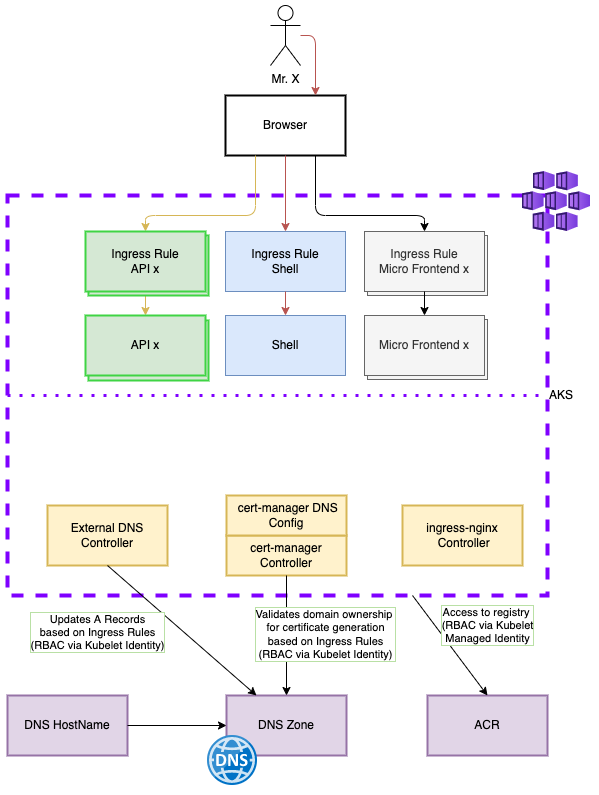 Mr. X
Browser
Ingress Rule
API x
Ingress Rule
Shell
Ingress Rule
Micro Frontend x
API x
Shell
Micro Frontend x
AKS
External DNS
Controller
cert-manager DNS
Config
cert-manager
Controller
ingress-nginx
Controller
Updates A Records
based on Ingress Rules
(RBAC via Kubelet Identity)
Validates domain ownership
for certificate generation
based on Ingress Rules
(RBAC via Kubelet Identity)
Access to registry
(RBAC via Kubelet
Managed Identity
DNS HostName
DNS Zone
ACR
DNS